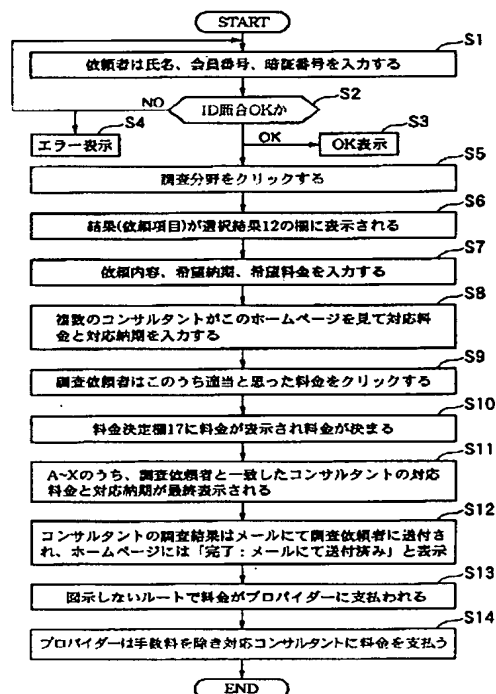 START
S1
依頼者は氏名、会員番号、暗証番号を入力する
S2
ID照合OKか
NO
S4
エラー表示
OK
S3
OK表示
S5
調査分野をクリックする
S6
結果(依頼項目)が選択結果12の欄に表示される
S7
依頼内容、希望納期、希望料金を入力する
S8
複数のコンサルタントがこのホームページを見て対応料
金と対応納期を入力する
S9
調査依頼者はこのうち適当と思った料金をクリックする
S10
料金決定欄17に料金が表示され料金が決まる
S11
A~Xのうち、調査依頼者と一致したコンサルタントの対応
料金と対応納期が最終表示される
S12
コンサルタントの調査結果はメールにて調査依頼者に送付さ
れ、ホームページには「完了：メールにて送付済み」と表示
S13
図示しないルートで料金がプロバイダーに支払われる
S14
プロバイダーは手数料を除き対応コンサルタントに料金を支払う
END